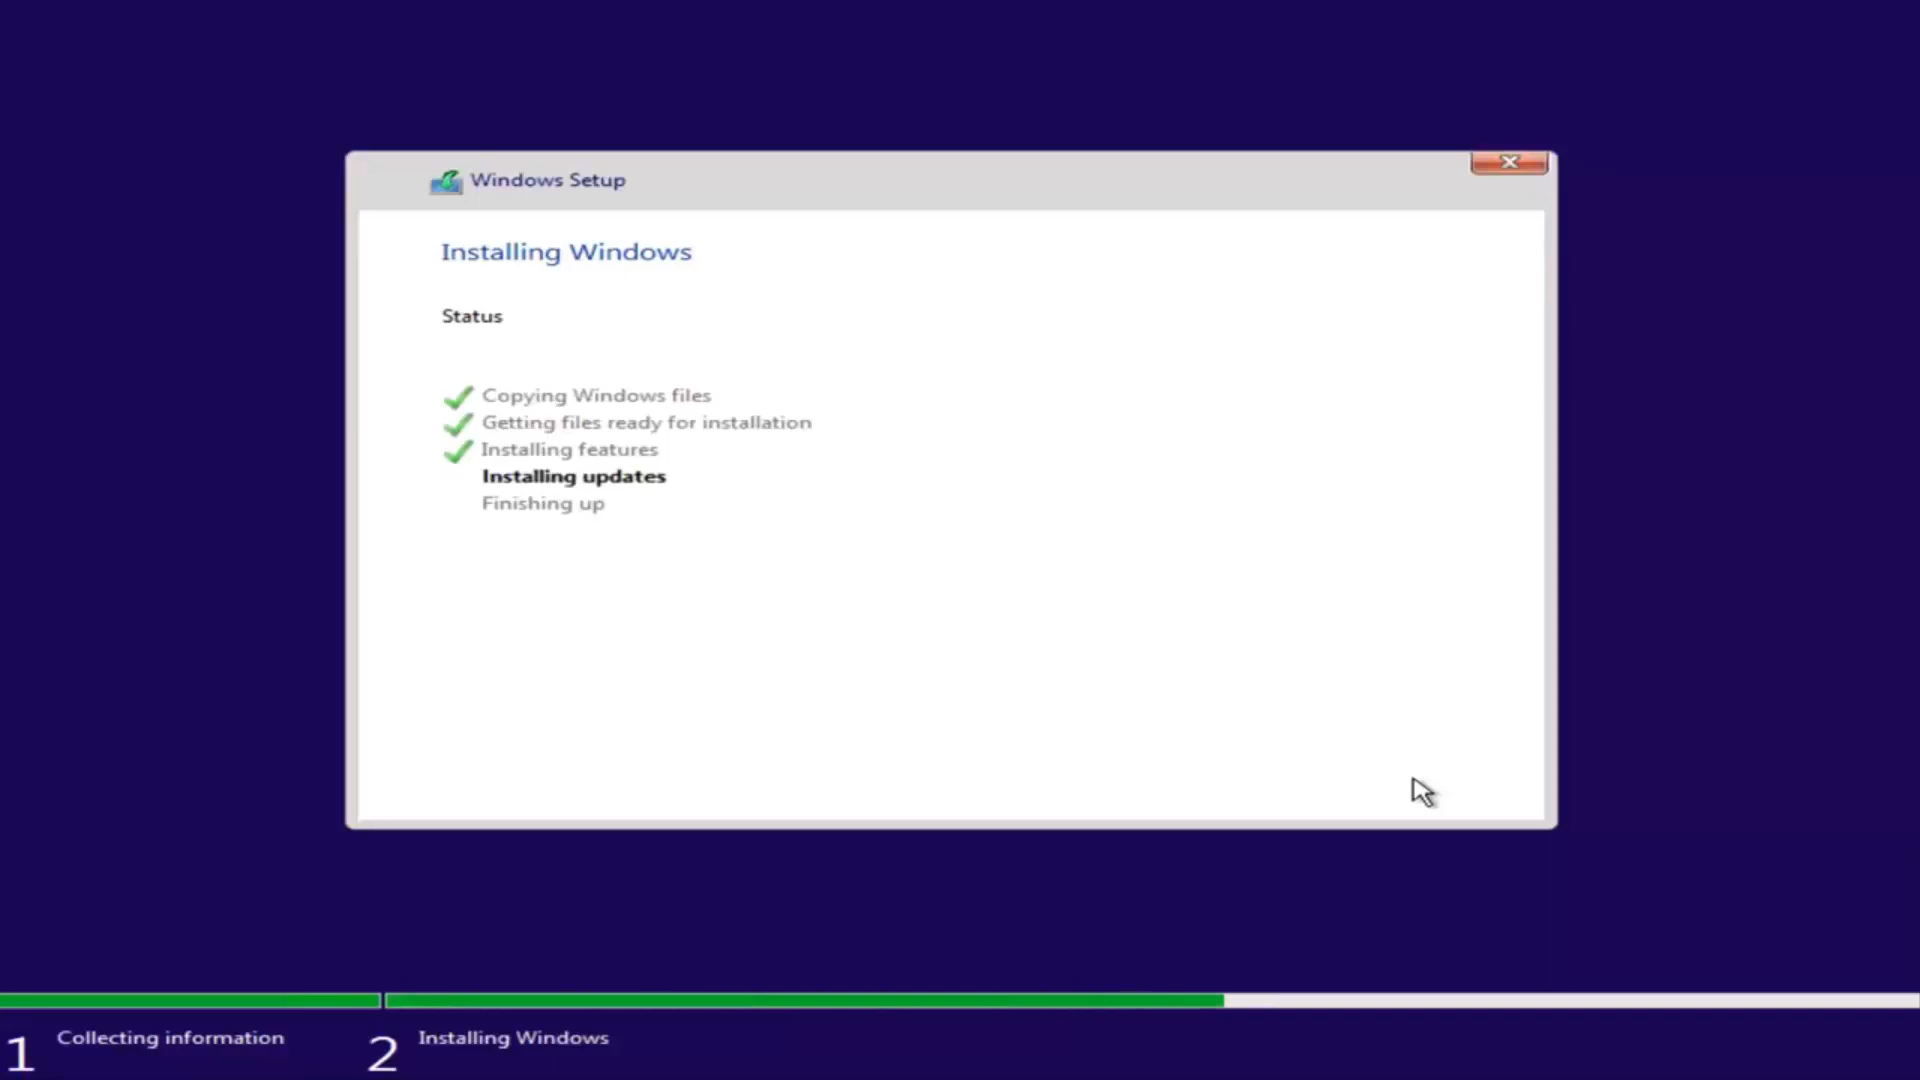 Windows Setup
Installing Windows
Status
Copying Windows files
Getting files ready for installation
Installing features
Installing updates
Finishing up
1 Collecting information
2 Installing Windows